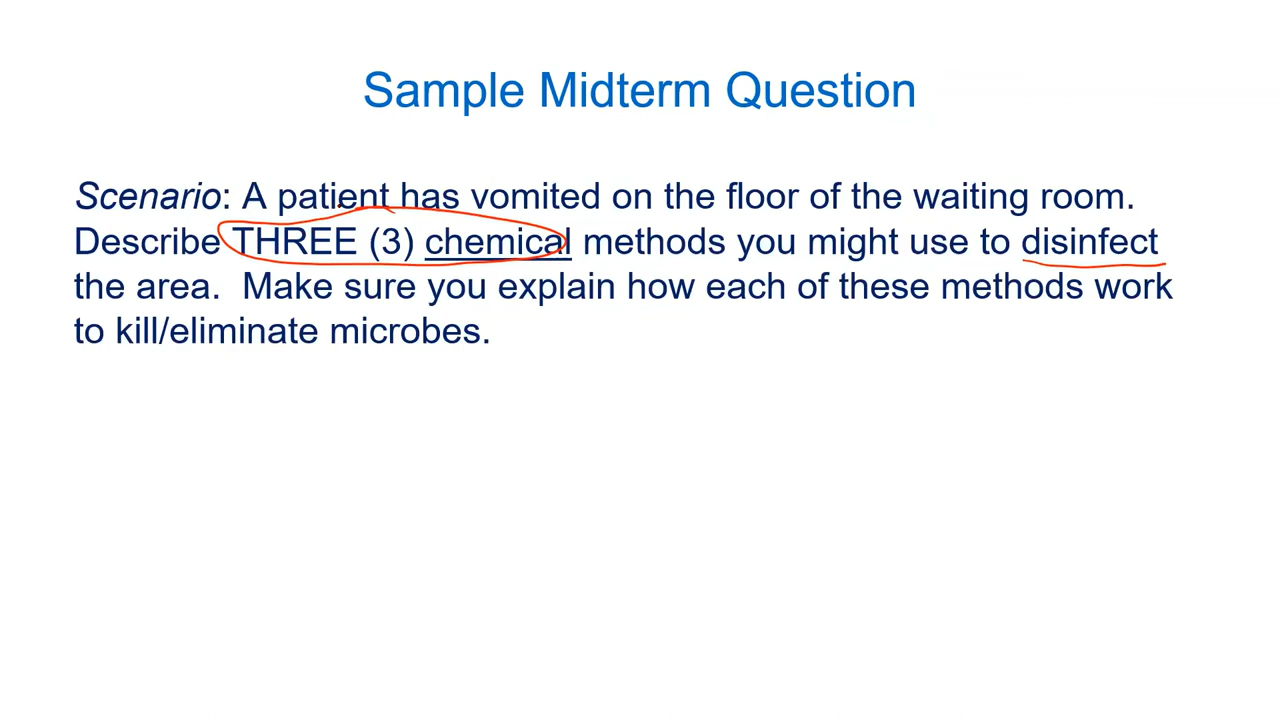 Sample Midterm Question
Scenario: A patient has vomited on the floor of the waiting room.
Describe THREE (3) chemical methods you might use to disinfect
the area. Make sure you explain how each of these methods work
to kill/eliminate microbes.